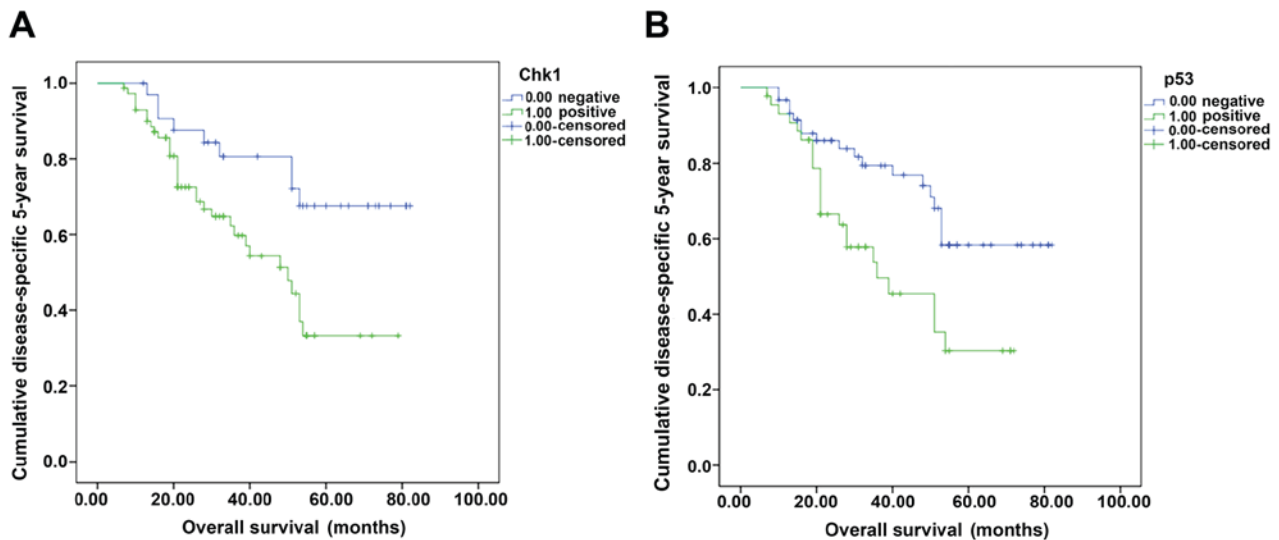 A
Cumulative disease-specific 5-year survival
1.0
0.8
0.6
0.4
0.2
0.0
0.00 20.00 40.00 60.00 80.00 100.00
Overall survival (months)
Chk1
0.00 negative
1.00 positive
0.00-censored
1.00-censored
B
Cumulative disease-specific 5-year survival
1.0
0.8
0.6
0.4
0.2
0.0
0.00 20.00 40.00 60.00 80.00 100.00
Overall survival (months)
p53
0.00 negative
1.00 positive
0.00-censored
1.00-censored